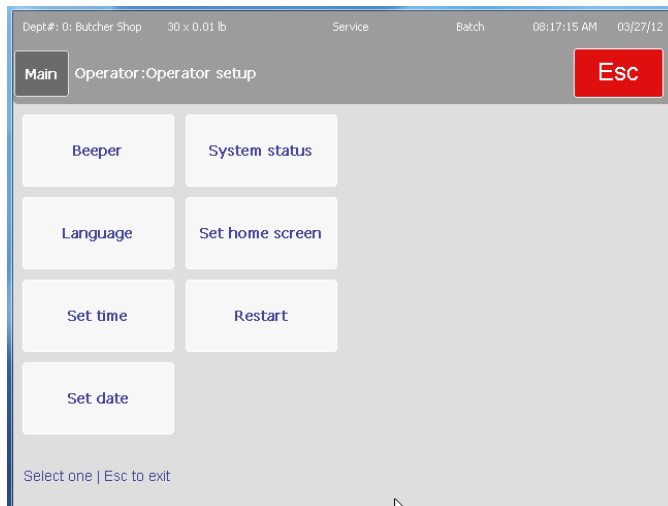 Dept#: 0: Butcher Shop 30 x 0.01 lb Service Batch 08:17:15 AM 03/27/12
Main Operator:Operator setup Esc
Beeper System status
Language Set home screen
Set time Restart
Set date
Select one | Esc to exit